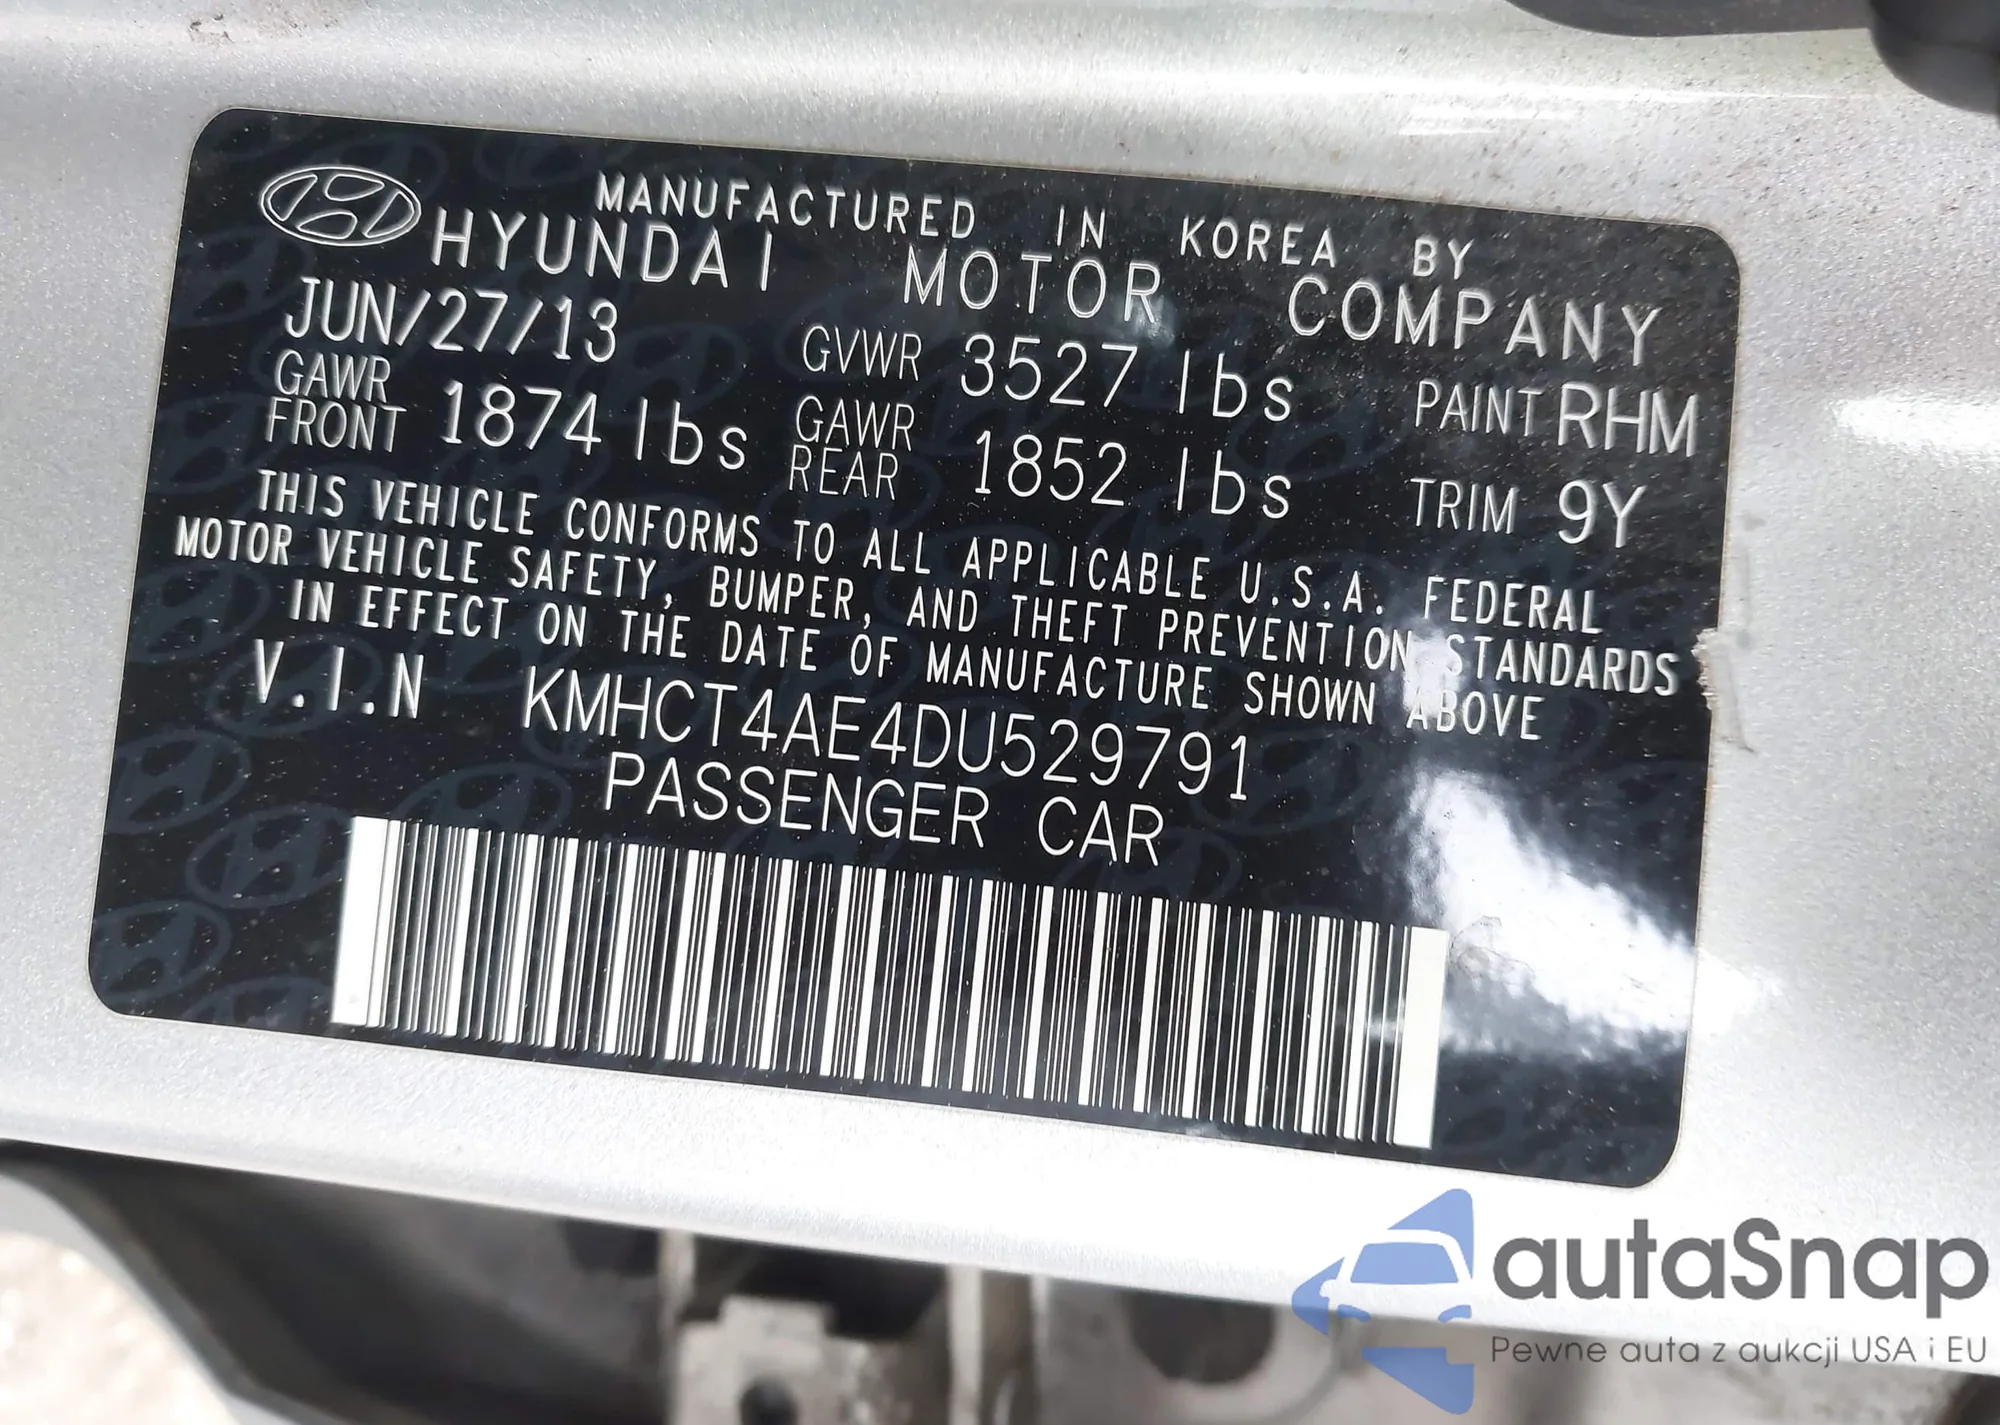 MANUFACTURED IN KOREA BY
HYUNDAI MOTOR COMPANY
JUN/27/13 GVWR 3527 lbs PAINT RHM
GAWR FRONT 1874 lbs GAWR REAR 1852 lbs TRIM 9Y
THIS VEHICLE CONFORMS TO ALL APPLICABLE U.S.A. FEDERAL
MOTOR VEHICLE SAFETY, BUMPER, AND THEFT PREVENTION STANDARDS
IN EFFECT ON THE DATE OF MANUFACTURE SHOWN ABOVE
V.I.N KMHCT4AE4DU529791
PASSENGER CAR
autaSnap
Pewne auta z aukcji USA i EU